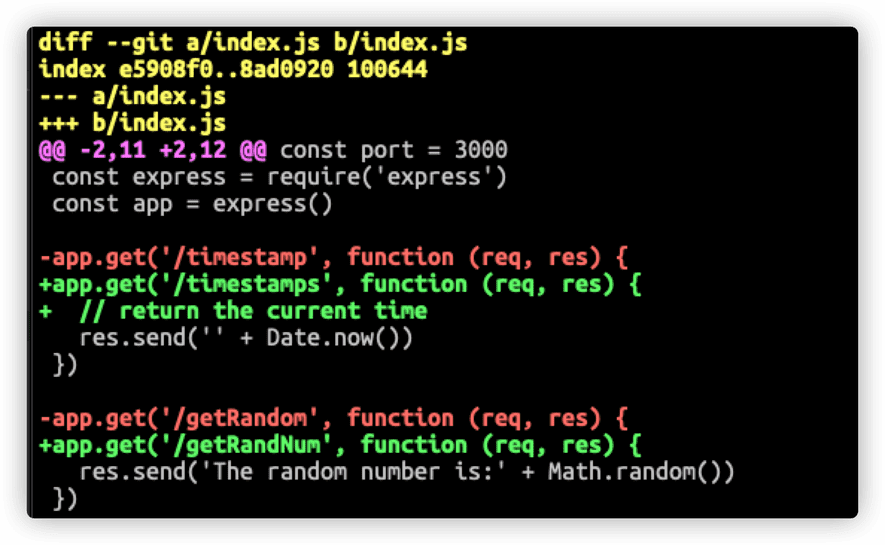 diff --git a/index.js b/index.js
index e5908f0..8ad0920 100644
--- a/index.js
+++ b/index.js
@@ -2,11 +2,12 @@ const port = 3000
 const express = require('express')
 const app = express()

-app.get('/timestamp', function (req, res) {
+app.get('/timestamps', function (req, res) {
+  // return the current time
   res.send('' + Date.now())
 })

-app.get('/getRandom', function (req, res) {
+app.get('/getRandNum', function (req, res) {
   res.send('The random number is:' + Math.random())
 })